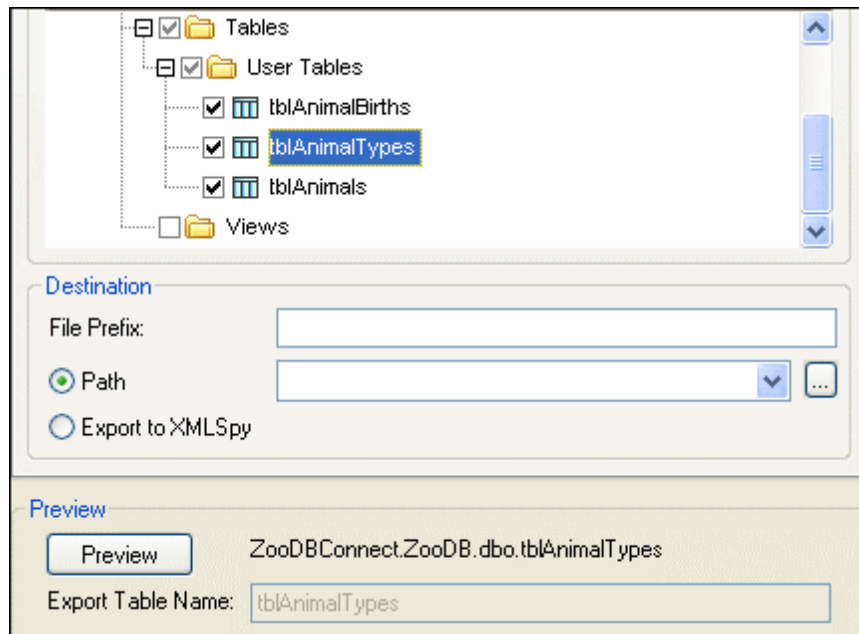 Tables
User Tables
tblAnimalBirths
tblAnimalTypes
tblAnimals
Views
Destination
File Prefix:
Path
...
Export to XMLSpy
Preview
Preview ZooDBConnect.ZooDB.dbo.tblAnimalTypes
Export Table Name: tblAnimalTypes